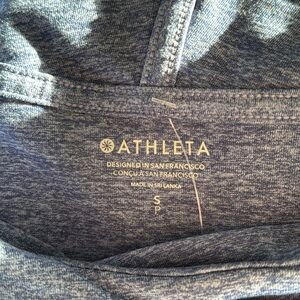 ATHLETA
DESIGNED IN SAN FRANCISCO
CONÇU À SAN FRANCISCO
MADE IN SRI LANKA
S
P